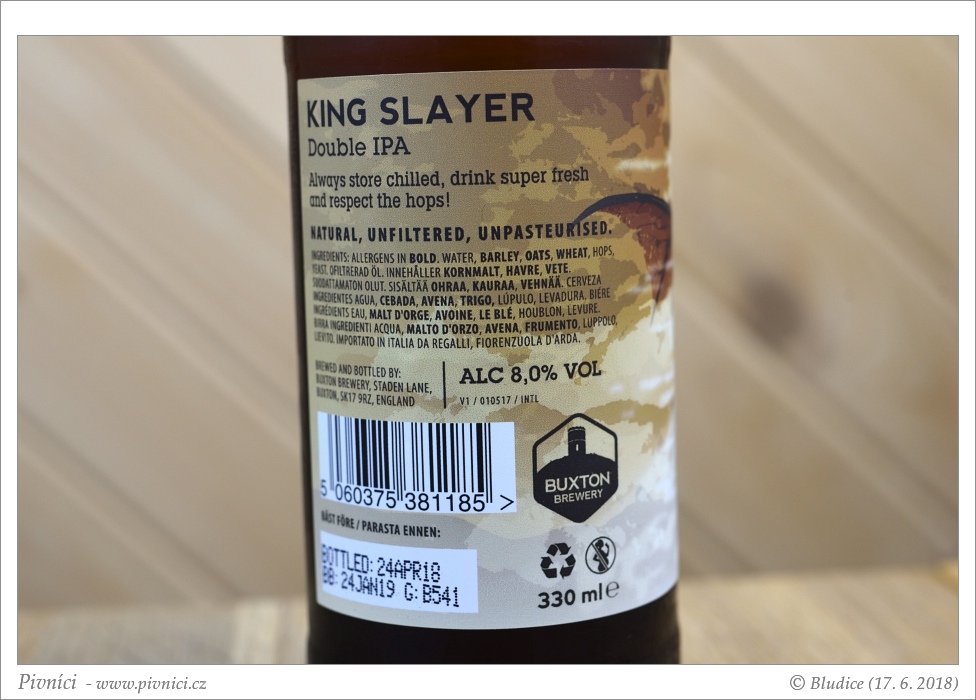 KING SLAYER
Double IPA
Always store chilled, drink super fresh
and respect the hops!
NATURAL, UNFILTERED, UNPASTEURISED.
INGREDIENTS: ALLERGENS IN BOLD. WATER, BARLEY, OATS, WHEAT, HOPS,
YEAST. OFILTRERAD ÖL. INNEHÅLLER KORNMALT, HAVRE, VETE.
SUODATTAMATON OLUT. SISÄLTÄÄ OHRAA, KAURAA, VEHNÄÄ. CERVEZA
INGREDIENTES AGUA, CEBADA, AVENA, TRIGO, LÚPULO, LEVADURA, BIÉRE
INGRÉDIENTS EAU, MALT D'ORGE, AVOINE, LE BLÉ, HOUBLON, LEVURE.
BIRRA INGREDIENTI ACQUA, MALTO D'ORZO, AVENA, FRUMENTO, LUPPOLO,
LIEVITO. IMPORTATO IN ITALIA DA REGALLI, FIORENZUOLA D'ARDA.
BREWED AND BOTTLED BY:
BUXTON BREWERY, STADEN LANE,
BUXTON, SK17 9RZ, ENGLAND
ALC 8,0% VOL
V1 / 010517 / INTL
5 060375 381185 >
BUXTON
BREWERY
BÄST FÖRE / PARASTA ENNEN:
BOTTLED: 24APR18
BB: 24JAN19 G: B541
330 ml e
Pivníci - www.pivnici.cz
© Bludice (17. 6. 2018)